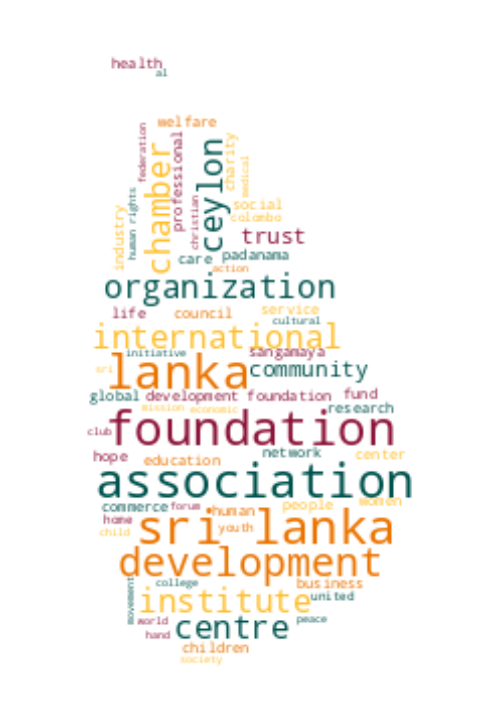 health
al
welfare
federation
human rights
industry
chamber
professional
christian
ceylon
charity
medical
social
colombo
trust
care
padanama
action
organization
life
council
service
cultural
international
initiative
sangamaya
sri
lanka
community
global
development foundation
fund
mission
economic
research
club
foundation
hope
education
network
center
association
commerce
forum
human
people
women
home
youth
child
sri lanka
development
movement
college
business
institute
united
world
hand
centre
peace
children
society